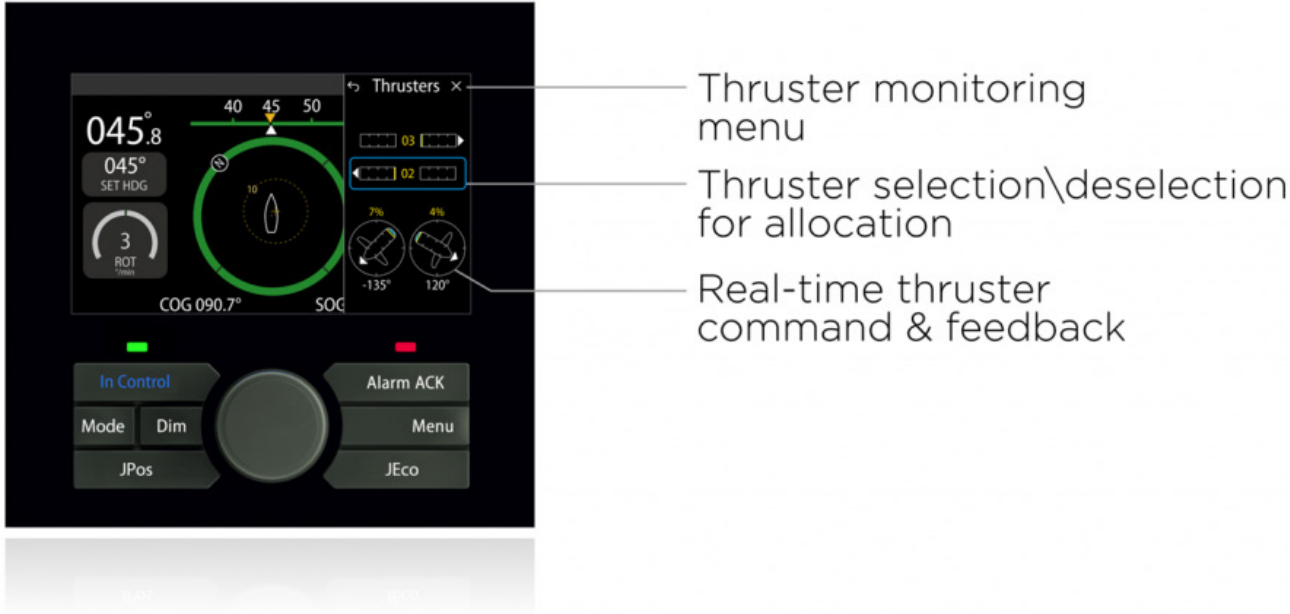 Thrusters ×
40 45 50
045°.8
045°
SET HDG
N
10
3
ROT
°/min
COG 090.7°
SOG
03
02
7% 4%
-135° 120°
In Control
Alarm ACK
Mode
Dim
Menu
JPos
JEco
Thruster monitoring
menu
Thruster selection\deselection
for allocation
Real-time thruster
command & feedback